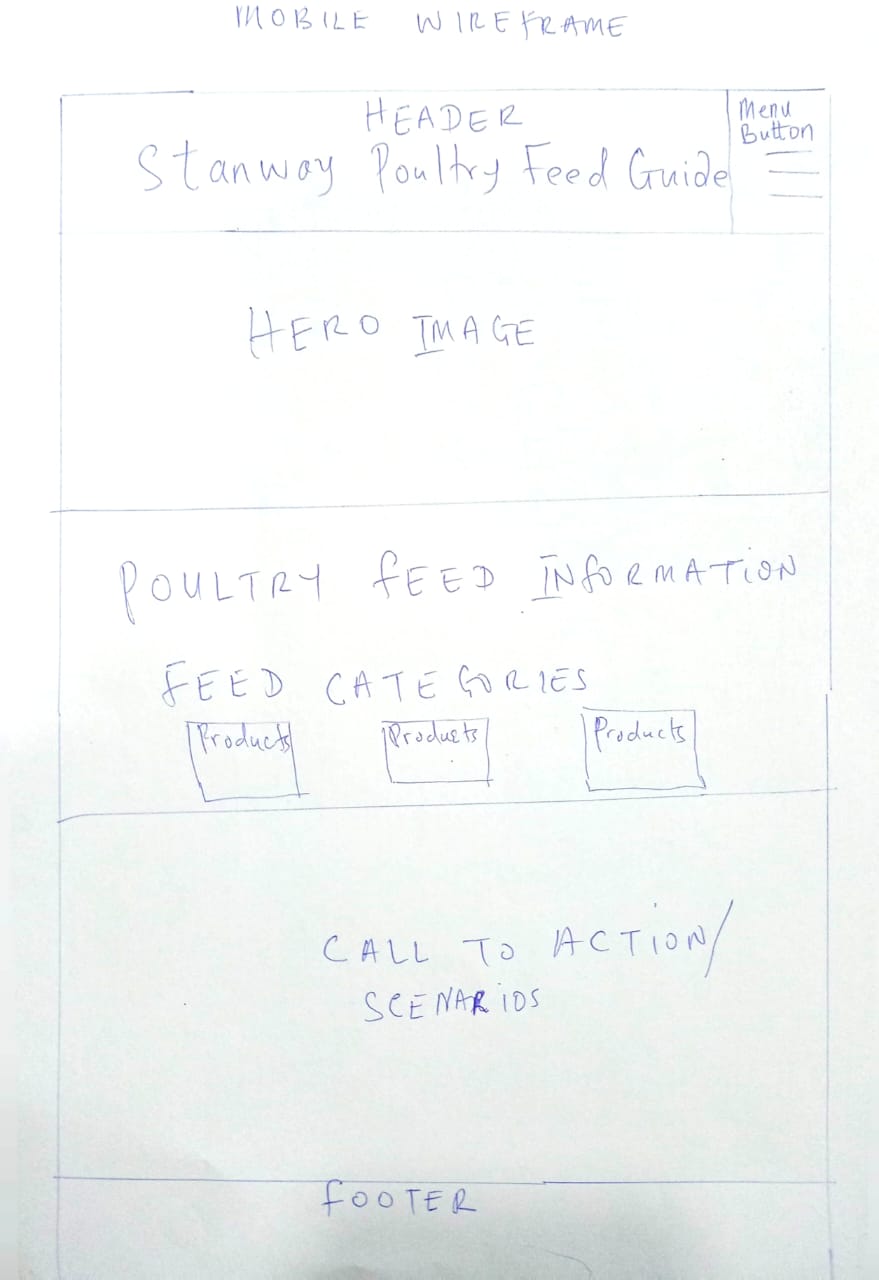 MOBILE WIREFRAME
HEADER
Menu
Button
Stanway Poultry Feed Guide
HERO IMAGE
POULTRY FEED INFORMATION
FEED CATEGORIES
Products Products Products
CALL TO ACTION/
SCENARIOS
FOOTER